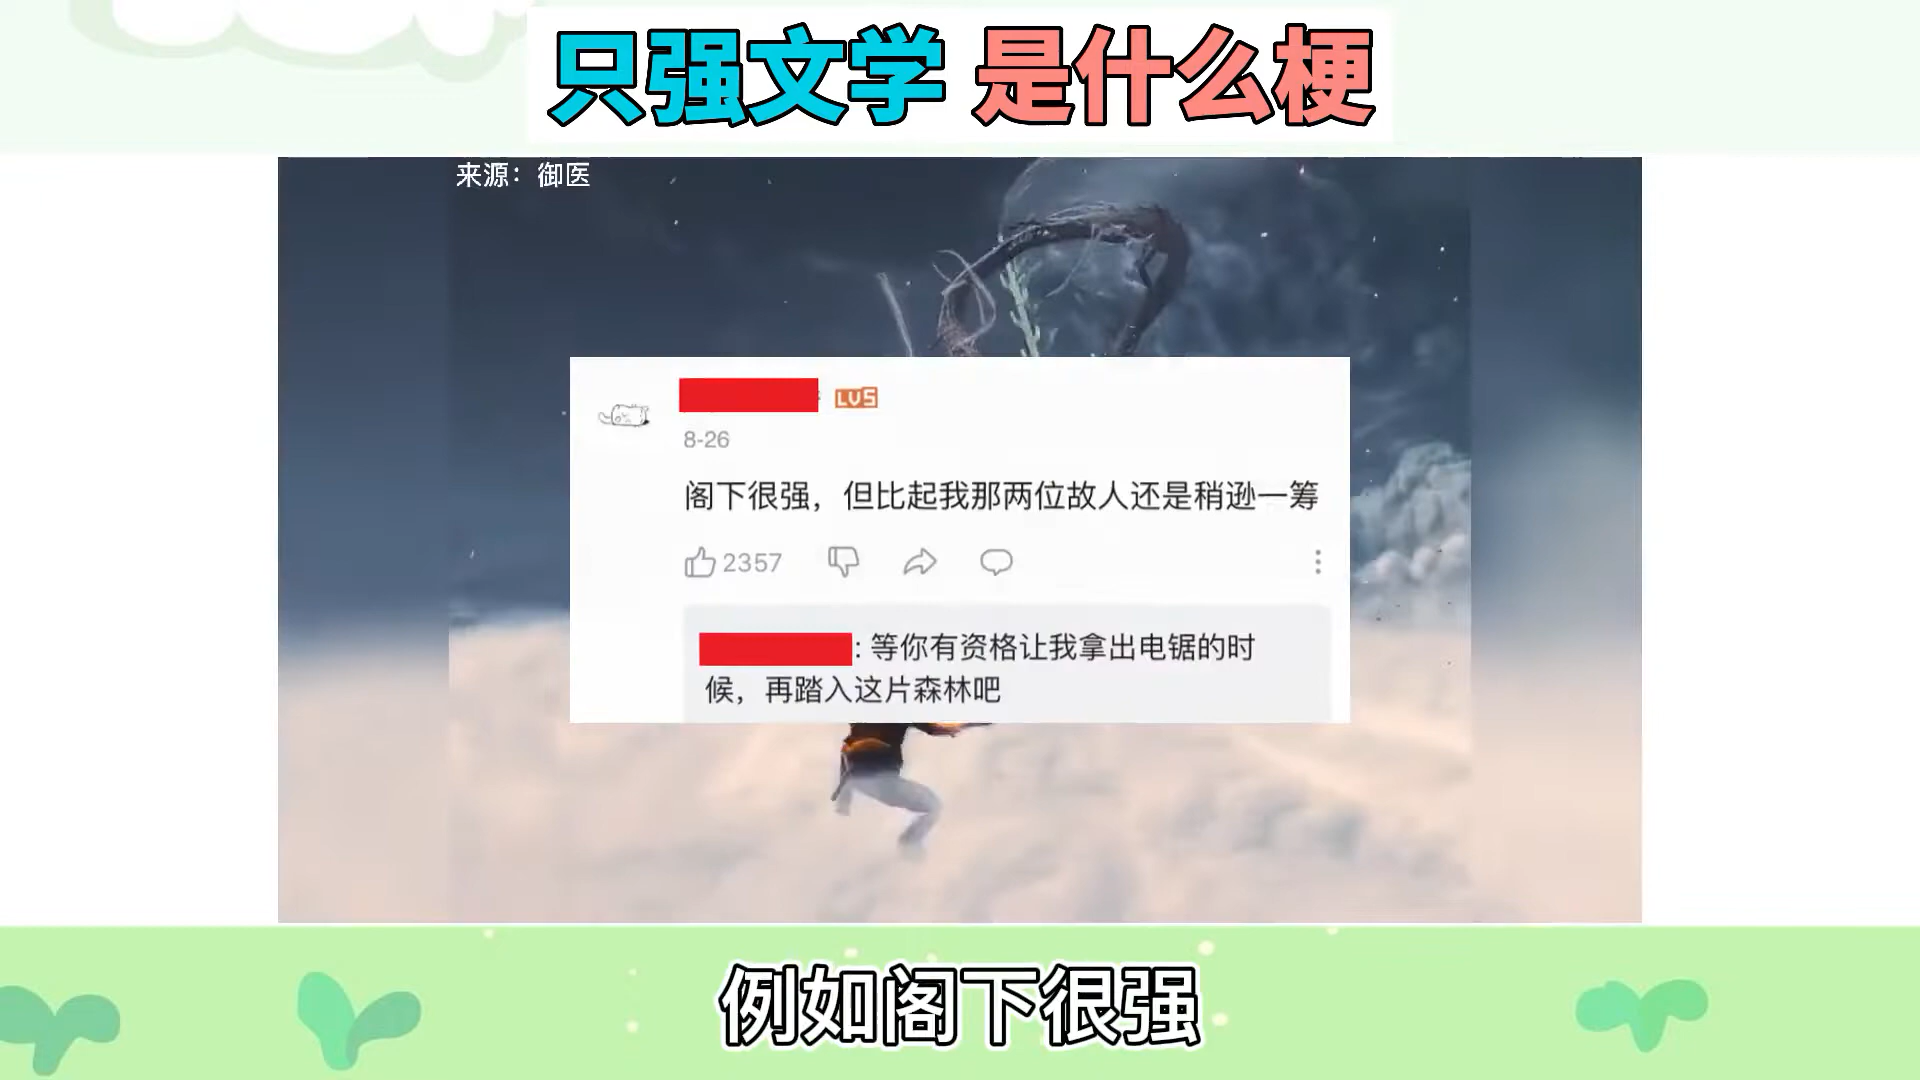 只强文学 是什么梗
来源：御医
LV5
8-26
阁下很强，但比起我那两位故人还是稍逊一筹
2357
：等你有资格让我拿出电锯的时
候，再踏入这片森林吧
例如阁下很强